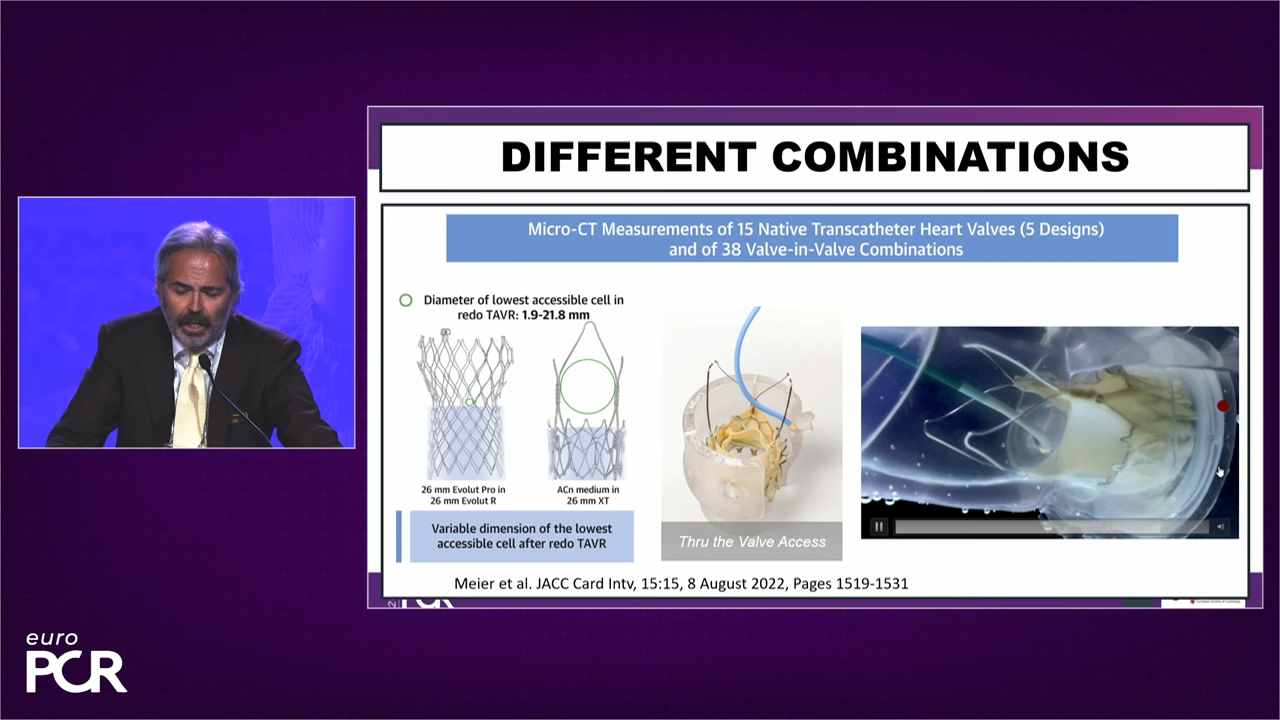 DIFFERENT COMBINATIONS
Micro-CT Measurements of 15 Native Transcatheter Heart Valves (5 Designs)
and of 38 Valve-in-Valve Combinations
Diameter of lowest accessible cell in
redo TAVR: 1.9-21.8 mm
26 mm Evolut Pro in
26 mm Evolut R
ACn medium in
26 mm XT
Variable dimension of the lowest
accessible cell after redo TAVR
Thru the Valve Access
Meier et al. JACC Card Intv, 15:15, 8 August 2022, Pages 1519-1531
euro
PCR